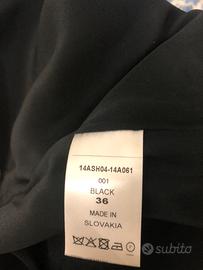 14ASH04-14A061
001
BLACK
36
MADE IN
SLOVAKIA
subito